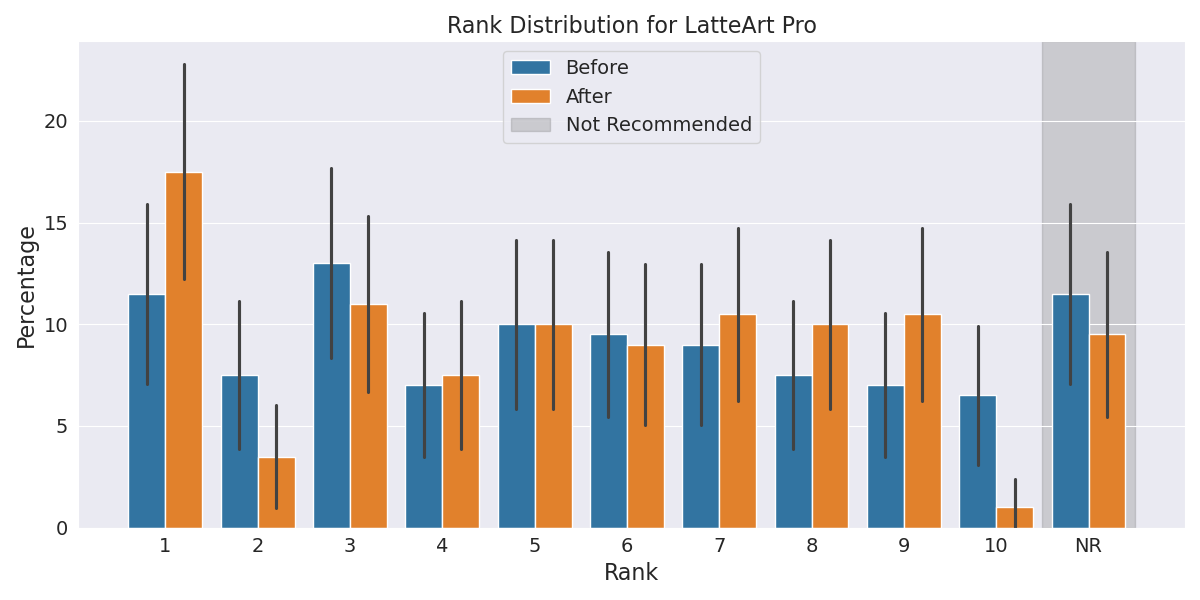 Rank Distribution for LatteArt Pro
Before
After
Not Recommended
Percentage
20
15
10
5
0
1 2 3 4 5 6 7 8 9 10 NR
Rank